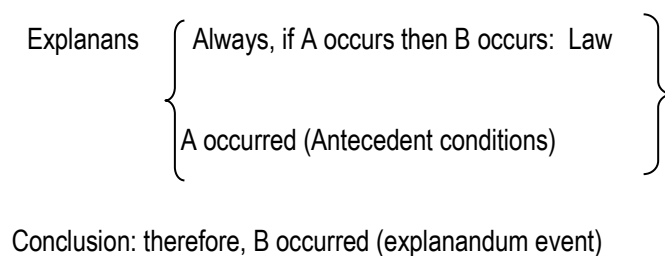 Explanans Always, if A occurs then B occurs: Law
A occurred (Antecedent conditions)
Conclusion: therefore, B occurred (explanandum event)